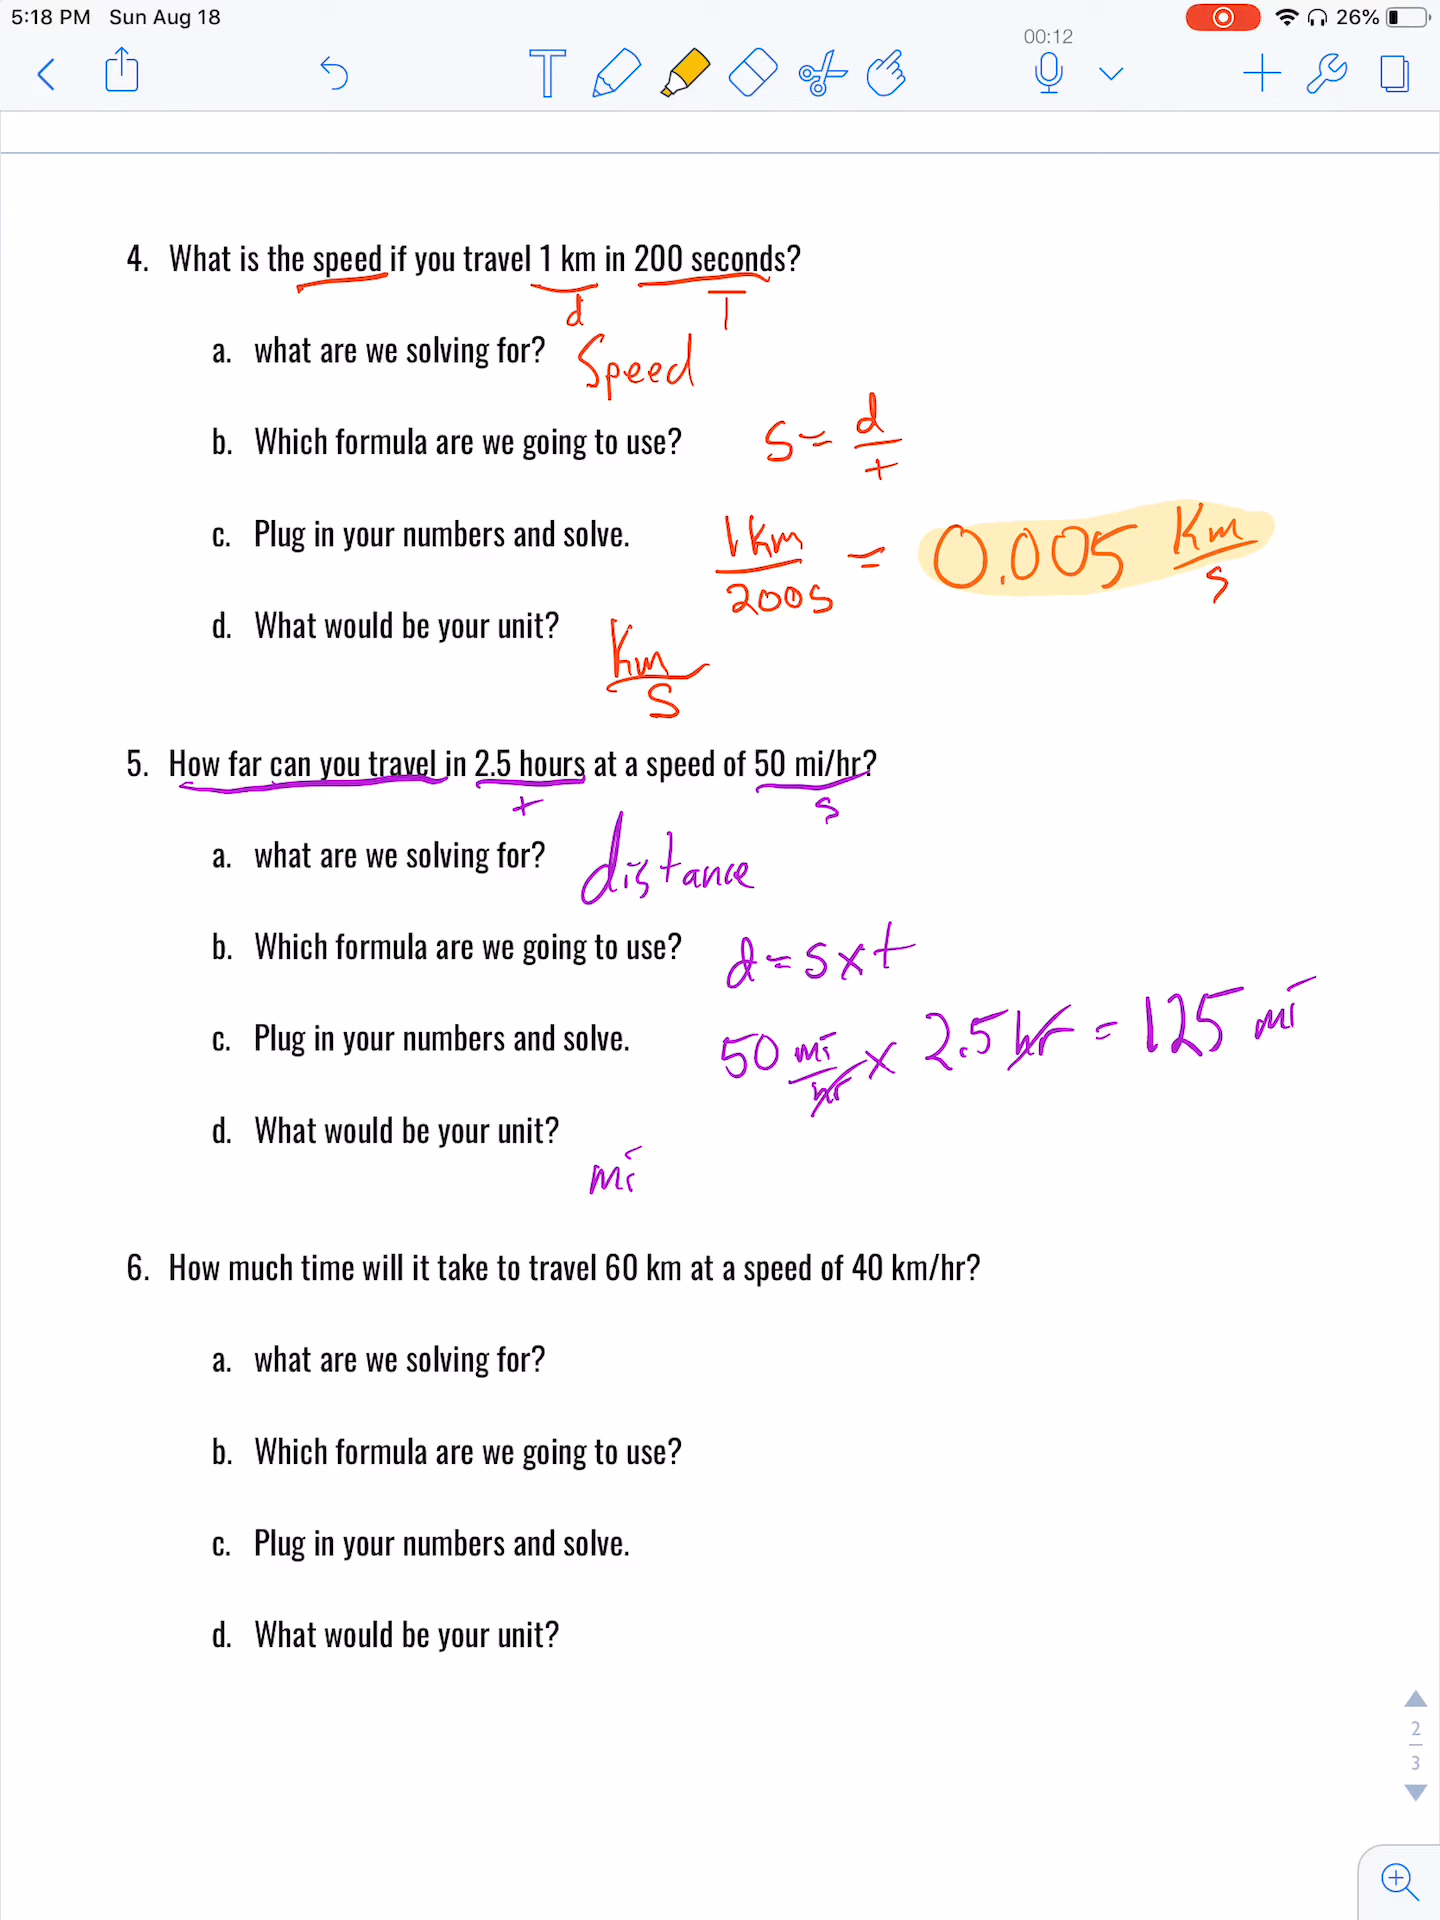 5:18 PM Sun Aug 18 26%
00:12
T
4. What is the speed if you travel 1 km in 200 seconds?
d T
a. what are we solving for? Speed
b. Which formula are we going to use? s = d/t
c. Plug in your numbers and solve. 1 km/200s = 0.005 Km/s
d. What would be your unit? Km/s
5. How far can you travel in 2.5 hours at a speed of 50 mi/hr?
t s
a. what are we solving for? distance
b. Which formula are we going to use? d = s x t
c. Plug in your numbers and solve. 50 mi/hr x 2.5 hr = 125 mi
d. What would be your unit? mi
6. How much time will it take to travel 60 km at a speed of 40 km/hr?
a. what are we solving for?
b. Which formula are we going to use?
c. Plug in your numbers and solve.
d. What would be your unit?
2
3